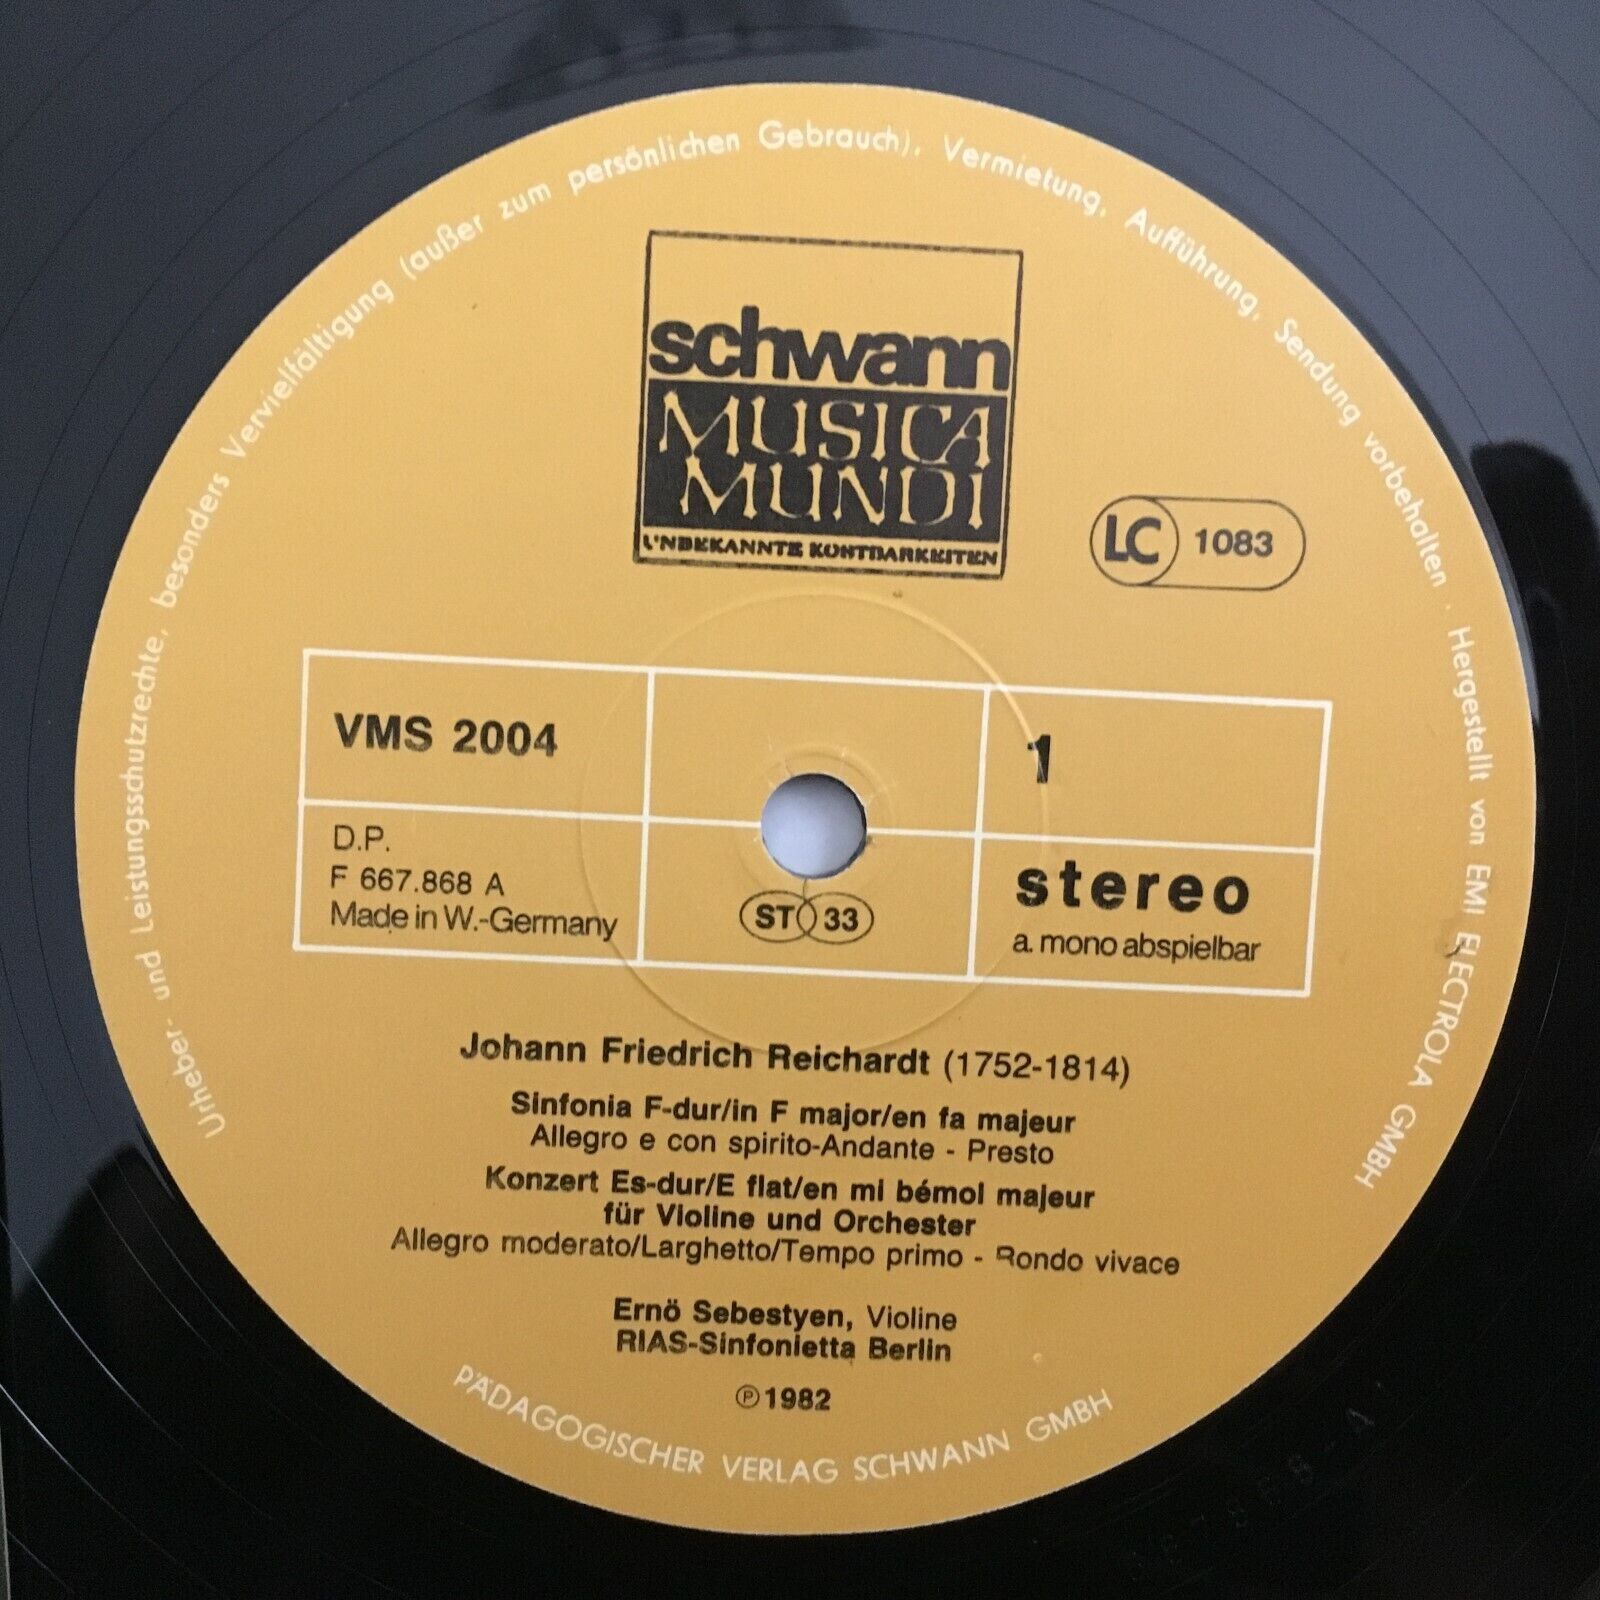 Urheber- und Leistungsschutzrechte, besonders Vervielfältigung (außer zum persönlichen Gebrauch), Vermietung, Aufführung, Sendung vorbehalten · Hergestellt von EMI ELECTROLA GMBH
schwann
MUSICA
MUNDI
UNBEKANNTE KOSTBARKEITEN
LC 1083
VMS 2004
1
D.P.
F 667.868 A
Made in W.-Germany
ST 33
stereo
a. mono abspielbar
Johann Friedrich Reichardt (1752-1814)
Sinfonia F-dur/in F major/en fa majeur
Allegro e con spirito-Andante - Presto
Konzert Es-dur/E flat/en mi bémol majeur
für Violine und Orchester
Allegro moderato/Larghetto/Tempo primo - Rondo vivace
Ernö Sebestyen, Violine
RIAS-Sinfonietta Berlin
℗ 1982
PÄDAGOGISCHER VERLAG SCHWANN GMBH